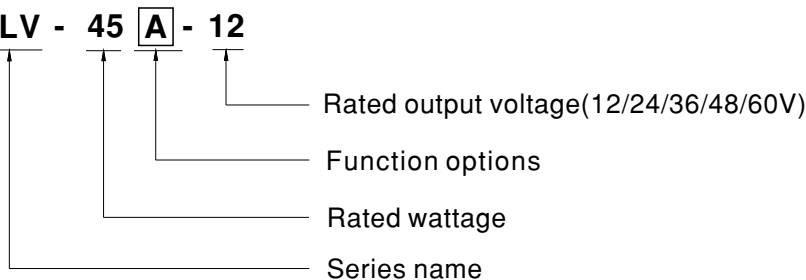 LV - 45 A - 12
Rated output voltage(12/24/36/48/60V)
Function options
Rated wattage
Series name